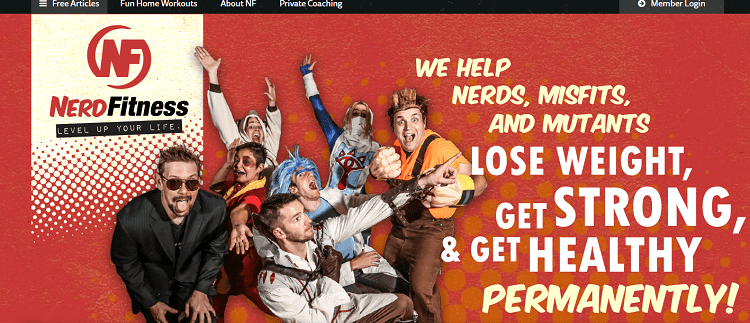 Free Articles
Fun Home Workouts
About NF
Private Coaching
Member Login
NF
NERDFITNESS
LEVEL UP YOUR LIFE.
WE HELP
NERDS, MISFITS,
AND MUTANTS
LOSE WEIGHT,
GET STRONG,
& GET HEALTHY
PERMANENTLY!